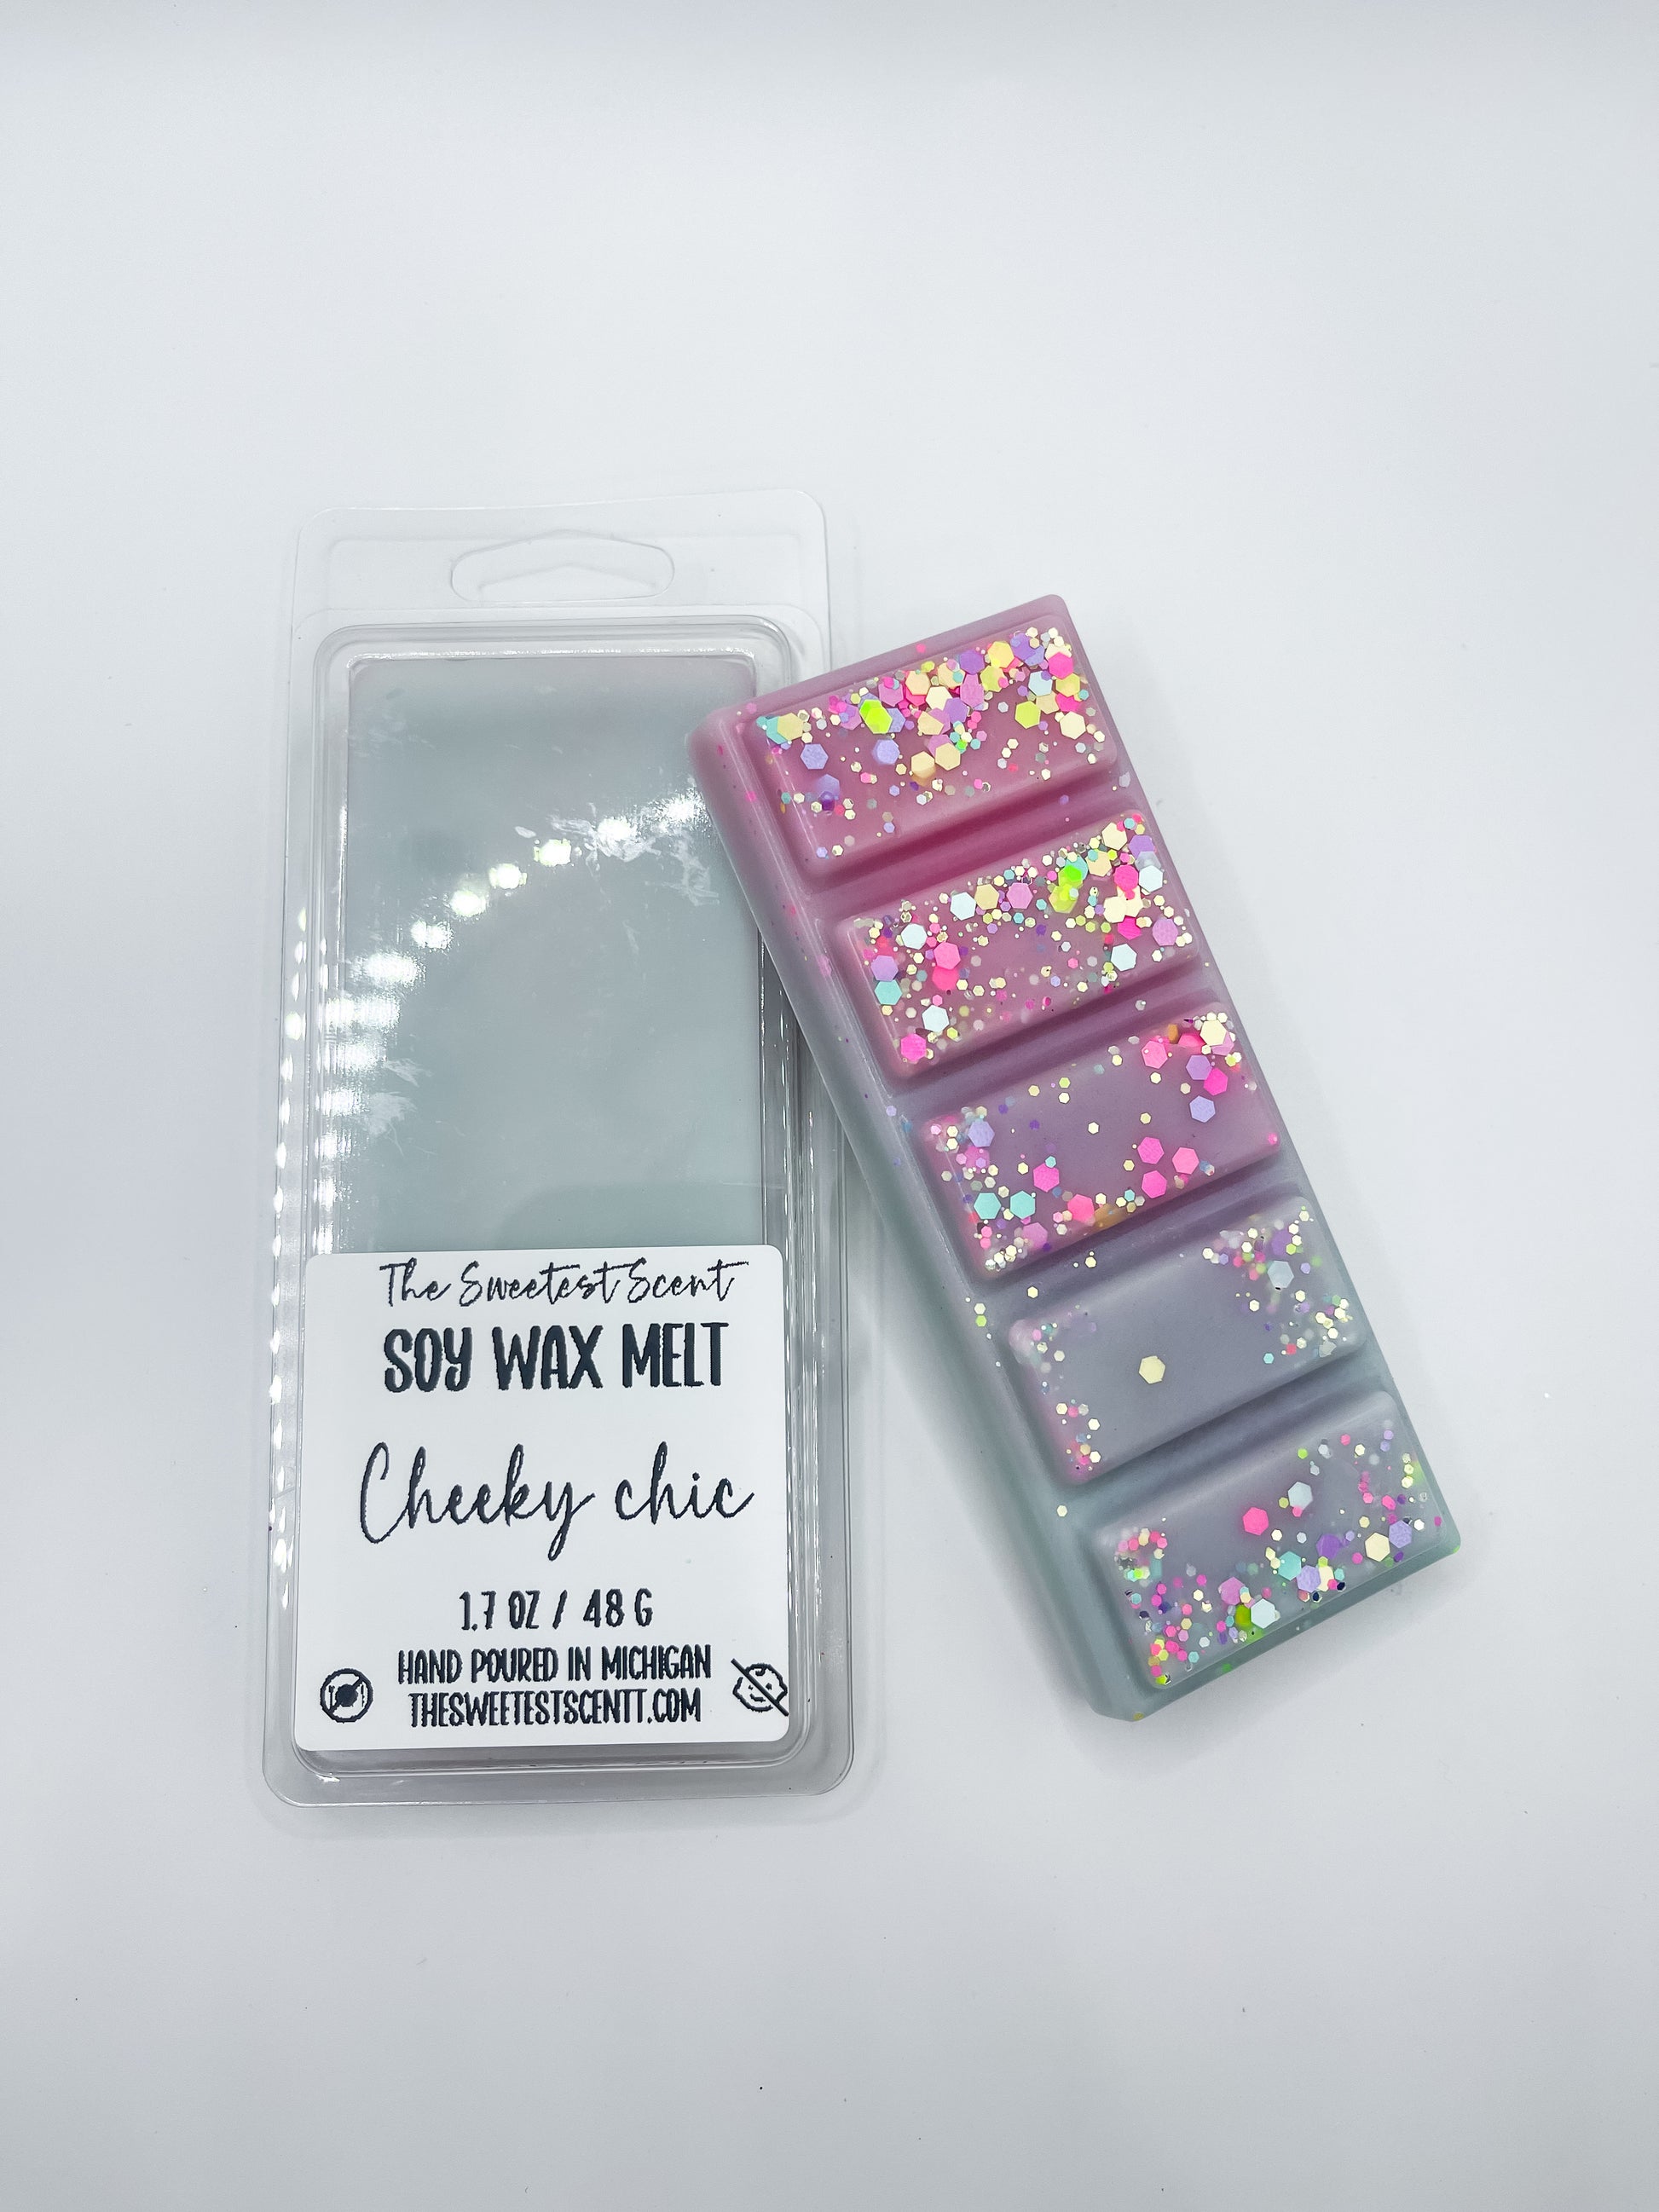 The Sweetest Scent
SOY WAX MELT
Cheeky chic
1.7 OZ / 48 G
HAND POURED IN MICHIGAN
THESWEETESTSCENTT.COM